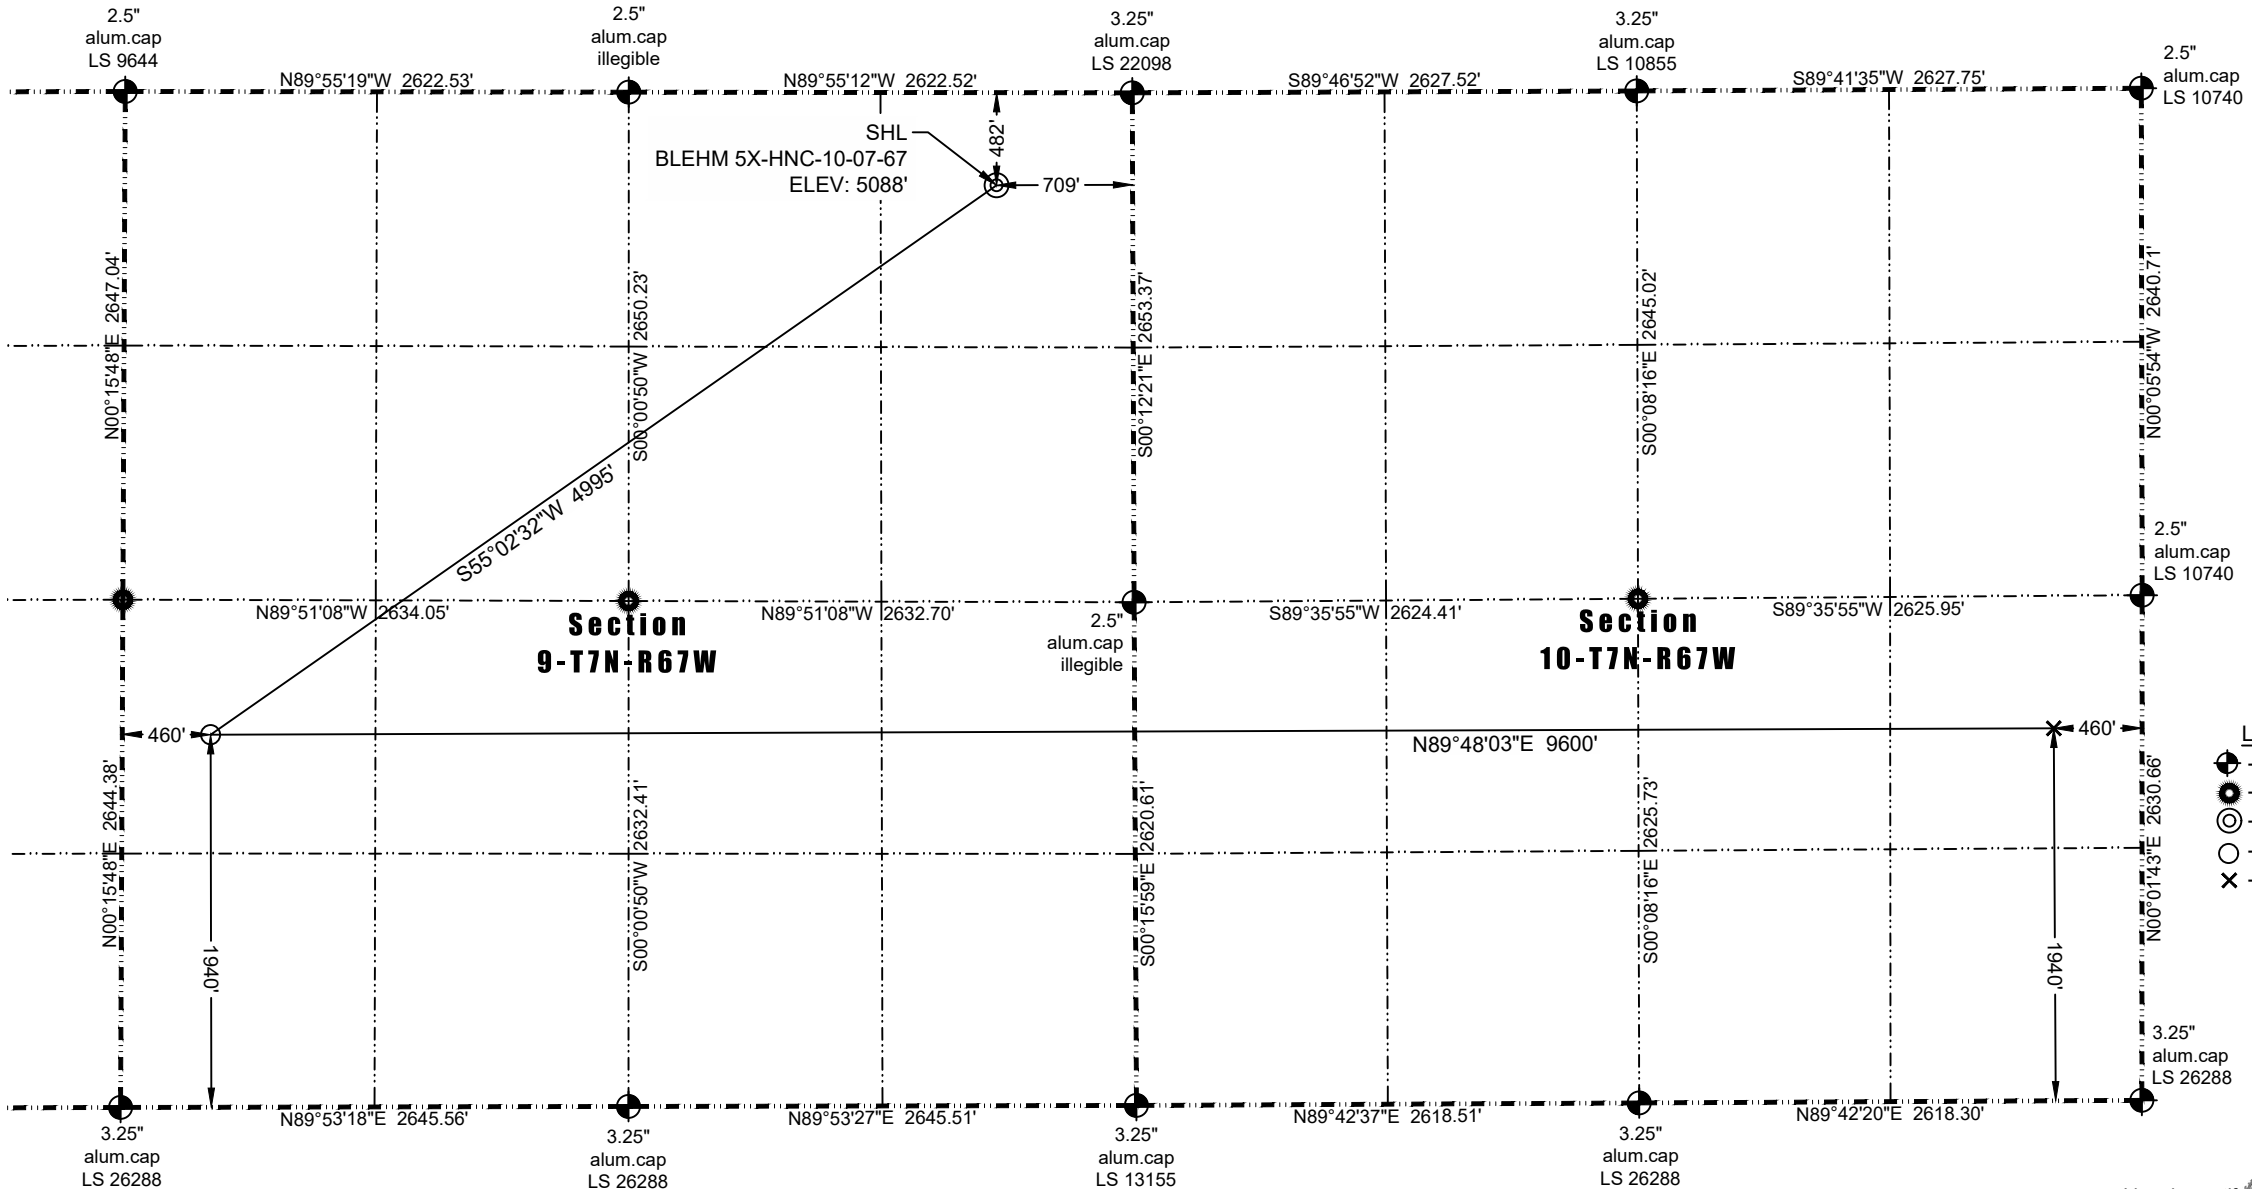 2.5"
alum.cap
LS 9644
2.5"
alum.cap
illegible
3.25"
alum.cap
LS 22098
3.25"
alum.cap
LS 10855
2.5"
alum.cap
LS 10740
N89°55'19"W 2622.53'
N89°55'12"W 2622.52'
S89°46'52"W 2627.52'
S89°41'35"W 2627.75'
SHL
BLEHM 5X-HNC-10-07-67
ELEV: 5088'
482'
709'
N00°15'48"E 2647.04'
S00°00'50"W 2650.23'
S00°12'21"E 2653.37'
S00°08'16"E 2645.02'
N00°05'54"W 2640.71'
S55°02'32"W 4995'
2.5"
alum.cap
LS 10740
N89°51'08"W 2634.05'
N89°51'08"W 2632.70'
S89°35'55"W 2624.41'
S89°35'55"W 2625.95'
Section
9-T7N-R67W
2.5"
alum.cap
illegible
Section
10-T7N-R67W
460'
N89°48'03"E 9600'
460'
L
N00°15'48"E 2644.38'
S00°00'50"W 2632.41'
S00°15'59"E 2620.61'
S00°08'16"E 2625.73'
N00°01'43"E 2630.66'
1940'
1940'
3.25"
alum.cap
LS 26288
N89°53'18"E 2645.56'
N89°53'27"E 2645.51'
N89°42'37"E 2618.51'
N89°42'20"E 2618.30'
3.25"
alum.cap
LS 26288
3.25"
alum.cap
LS 26288
3.25"
alum.cap
LS 13155
3.25"
alum.cap
LS 26288